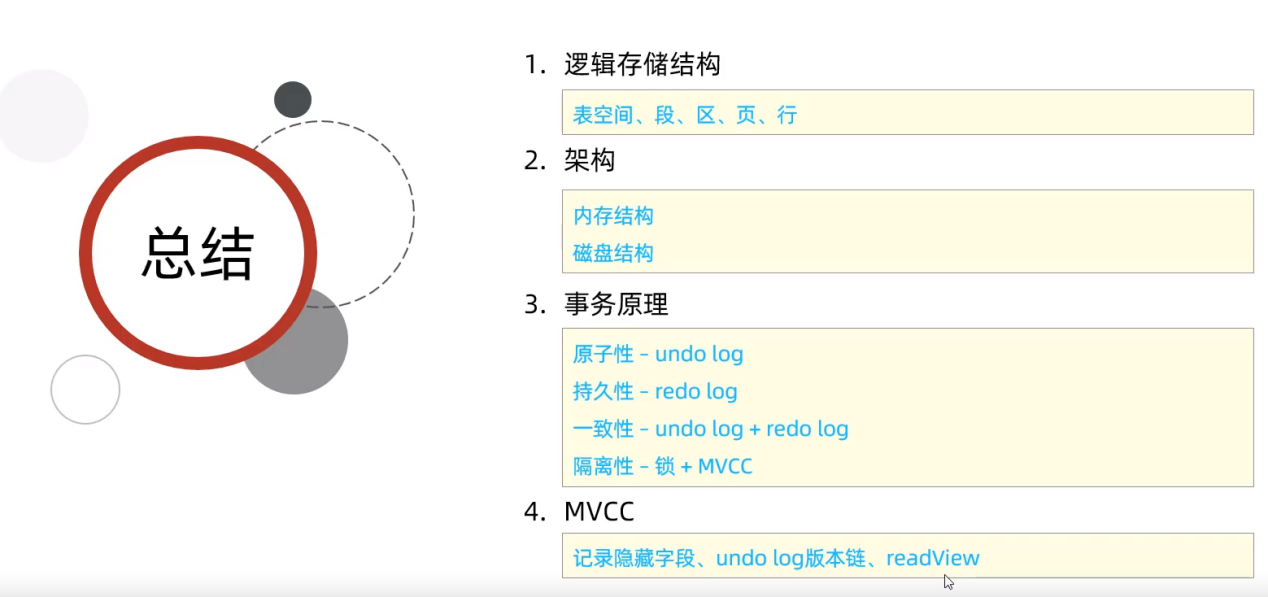 总结
1. 逻辑存储结构
表空间、段、区、页、行
2. 架构
内存结构
磁盘结构
3. 事务原理
原子性 – undo log
持久性 – redo log
一致性 – undo log + redo log
隔离性 – 锁 + MVCC
4. MVCC
记录隐藏字段、undo log版本链、readView